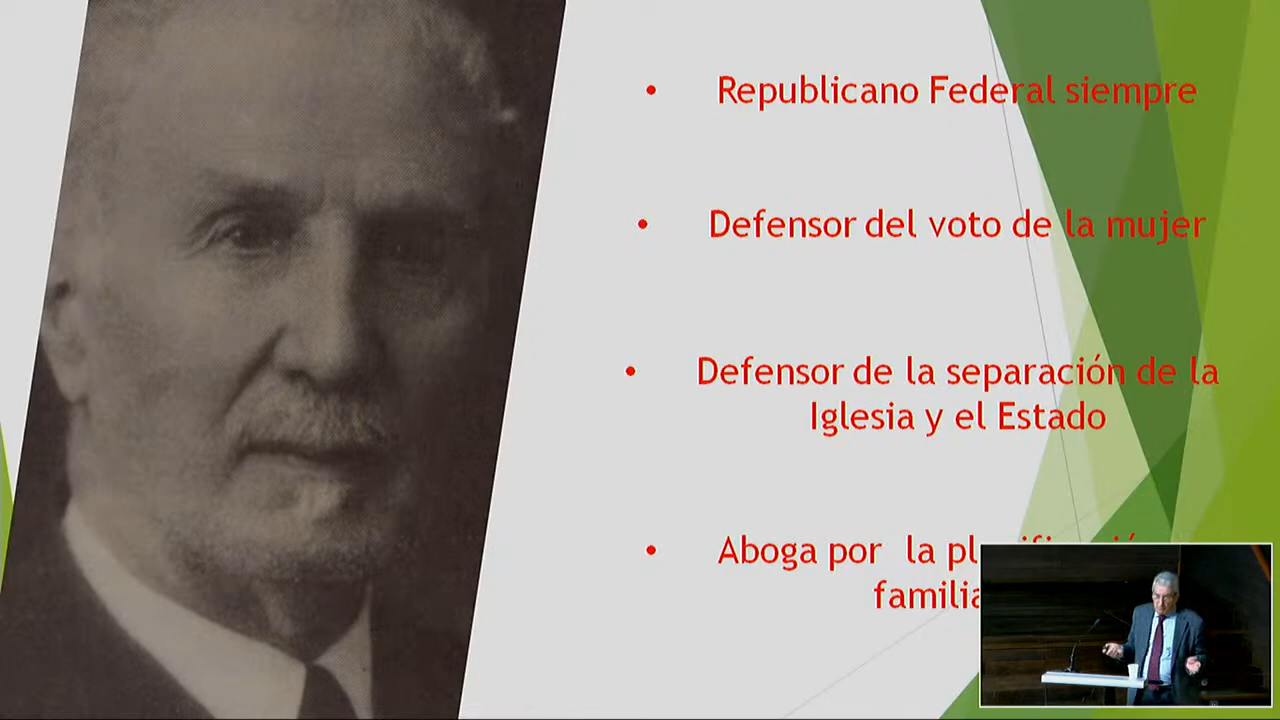 • Republicano Federal siempre
• Defensor del voto de la mujer
• Defensor de la separación de la
Iglesia y el Estado
• Aboga por la